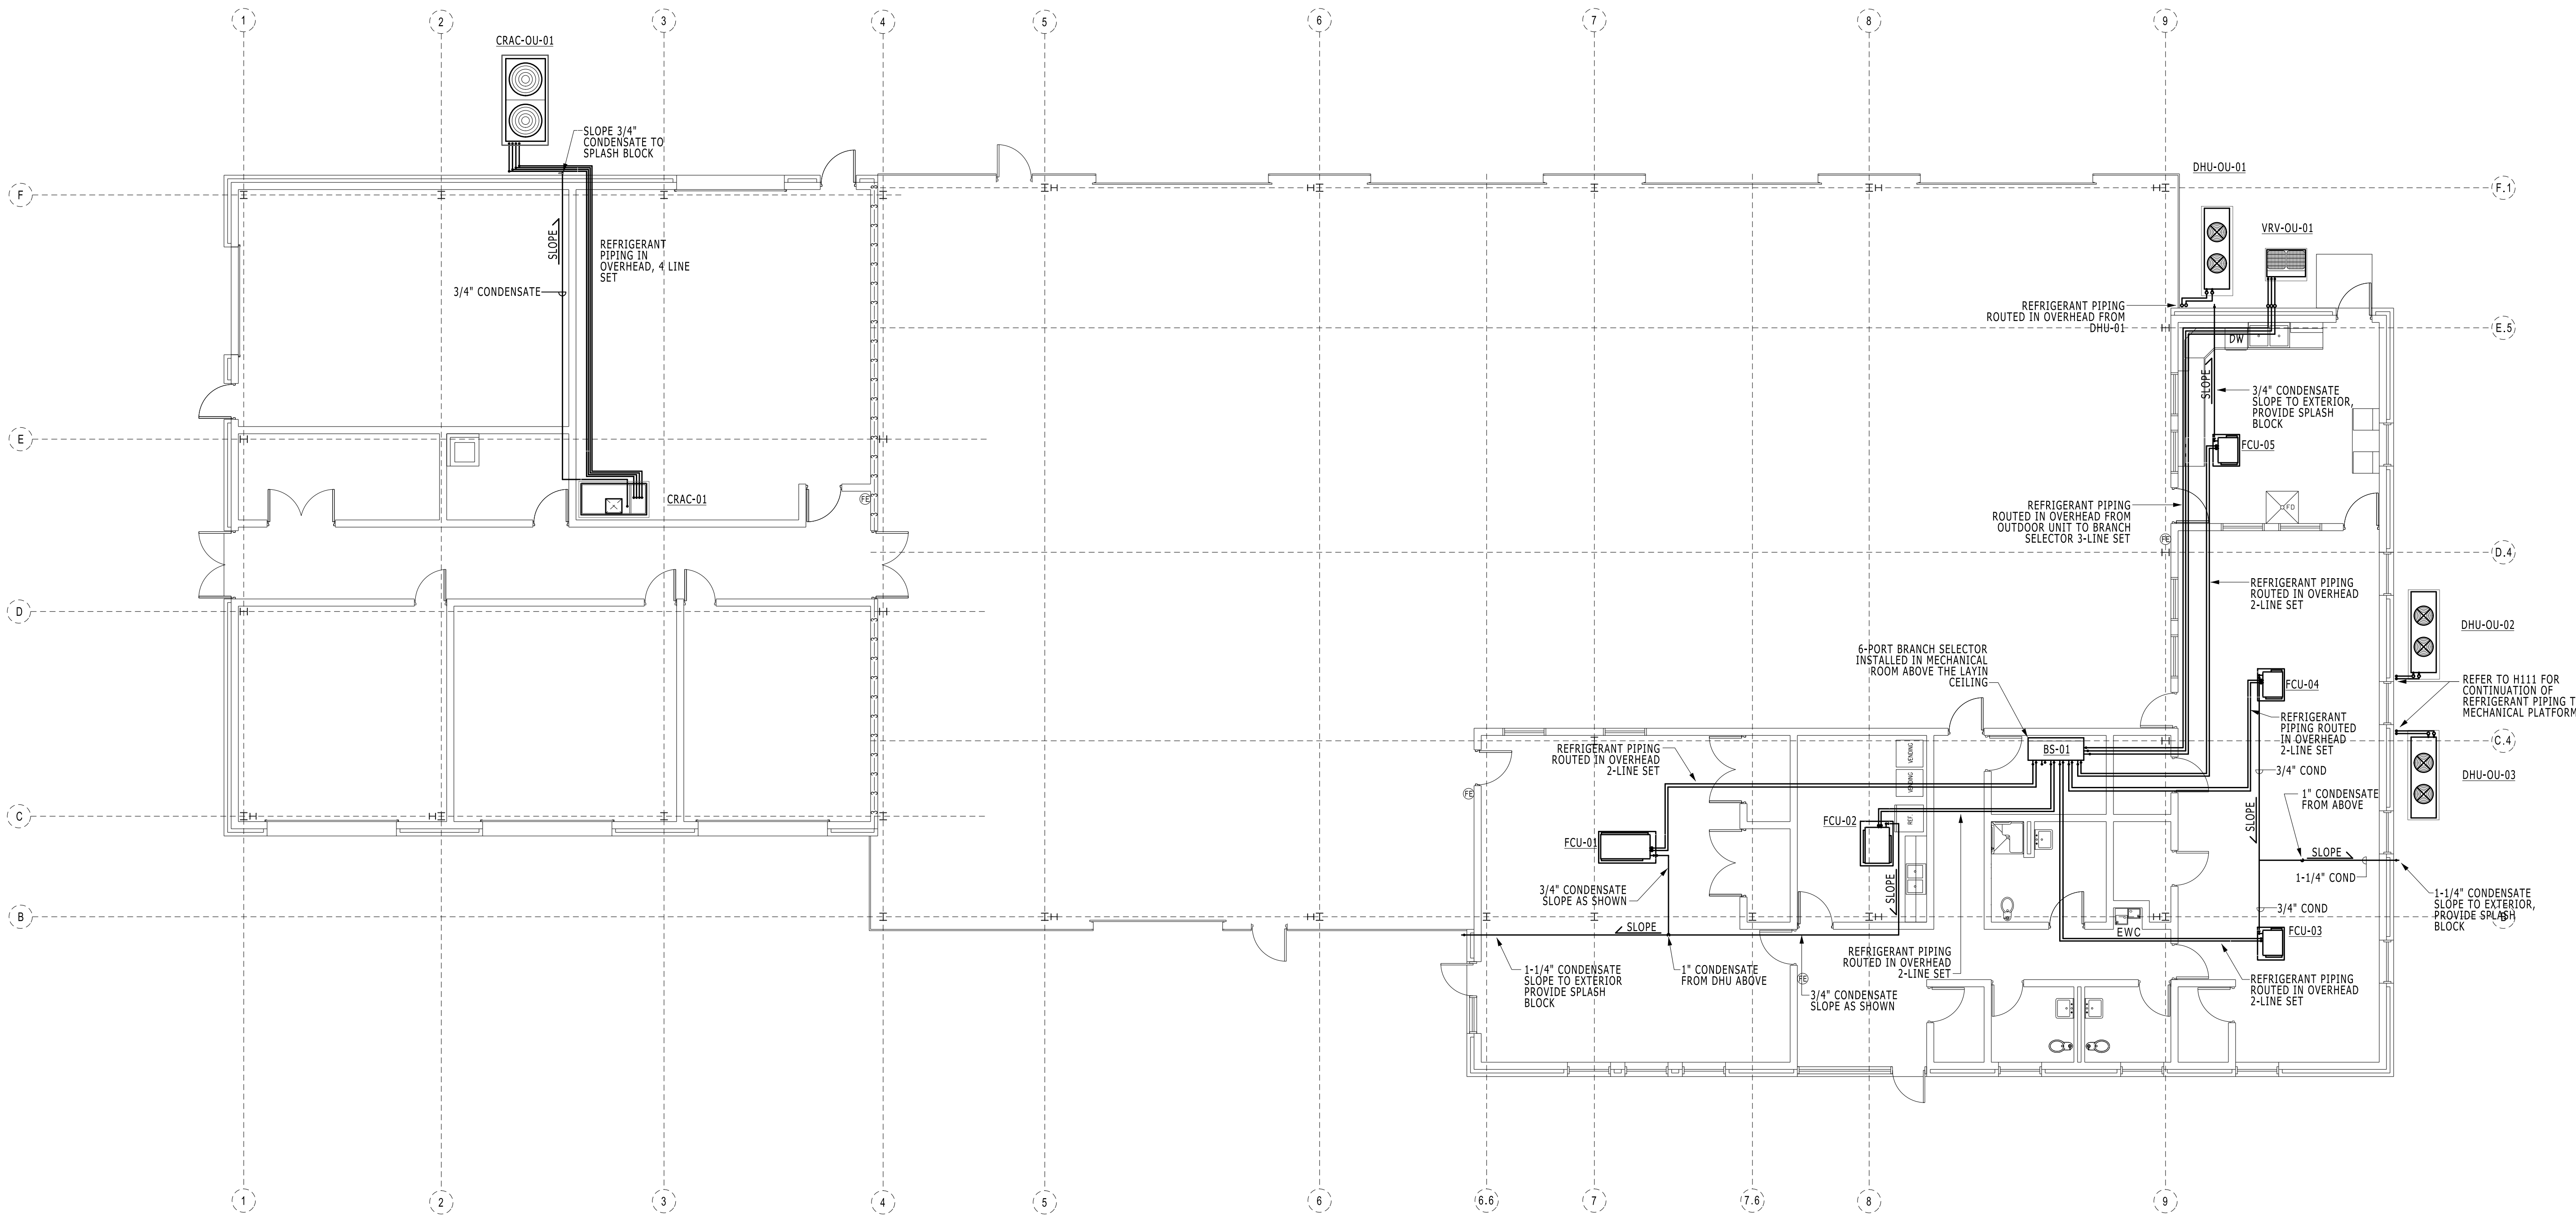 1
2
3
4
5
6
7
8
9
CRAC-OU-01
SLOPE 3/4"
CONDENSATE TO
SPLASH BLOCK
DHU-OU-01
F
F.1
VRV-OU-01
SLOPE
REFRIGERANT
PIPING IN
OVERHEAD, 4 LINE
SET
3/4" CONDENSATE
REFRIGERANT PIPING
ROUTED IN OVERHEAD FROM
DHU-01
E.5
DW
SLOPE
3/4" CONDENSATE
SLOPE TO EXTERIOR,
PROVIDE SPLASH
BLOCK
E
FCU-05
CRAC-01
FE
REFRIGERANT PIPING
ROUTED IN OVERHEAD FROM
OUTDOOR UNIT TO BRANCH
SELECTOR 3-LINE SET
FD
FE
D.4
REFRIGERANT PIPING
ROUTED IN OVERHEAD
2-LINE SET
D
DHU-OU-02
6-PORT BRANCH SELECTOR
INSTALLED IN MECHANICAL
ROOM ABOVE THE LAYIN
CEILING
FCU-04
REFER TO H111 FOR
CONTINUATION OF
REFRIGERANT PIPING T
MECHANICAL PLATFORM
REFRIGERANT
PIPING ROUTED
IN OVERHEAD
2-LINE SET
C.4
BS-01
REFRIGERANT PIPING
ROUTED IN OVERHEAD
2-LINE SET
VENDING
VENDING
REF.
3/4" COND
DHU-OU-03
FE
1" CONDENSATE
FROM ABOVE
SLOPE
C
FCU-02
FCU-01
SLOPE
1-1/4" COND
SLOPE
3/4" CONDENSATE
SLOPE AS SHOWN
1-1/4" CONDENSATE
SLOPE TO EXTERIOR,
PROVIDE SPLASH
BLOCK
3/4" COND
B
B
SLOPE
EWC
FCU-03
REFRIGERANT PIPING
ROUTED IN OVERHEAD
2-LINE SET
1-1/4" CONDENSATE
SLOPE TO EXTERIOR
PROVIDE SPLASH
BLOCK
1" CONDENSATE
FROM DHU ABOVE
FE
3/4" CONDENSATE
SLOPE AS SHOWN
REFRIGERANT PIPING
ROUTED IN OVERHEAD
2-LINE SET
1
2
3
4
5
6
6.6
7
7.6
8
9